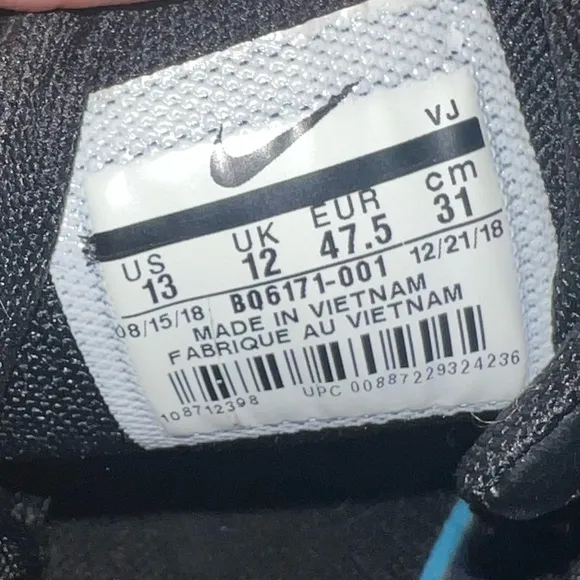 VJ
US UK EUR cm
13 12 47.5 31
08/15/18 BQ6171-001 12/21/18
MADE IN VIETNAM
FABRIQUE AU VIETNAM
108712398 UPC 00887229324236